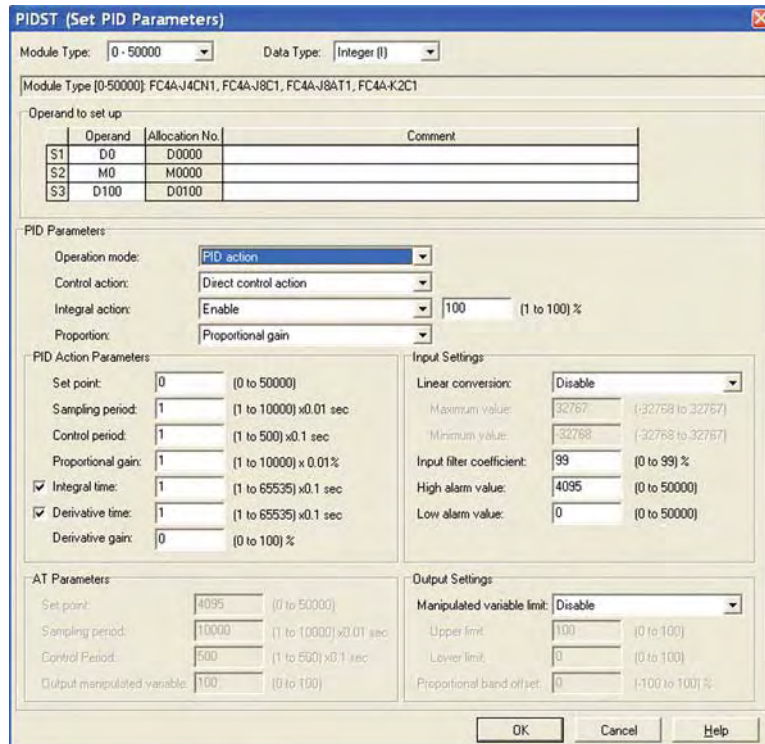 PIDST (Set PID Parameters)
Module Type: 0 - 50000 Data Type: Integer (I)
Module Type [0-50000]: FC4A-J4CN1, FC4A-J8C1, FC4A-J8AT1, FC4A-K2C1
Operand to set up
Operand Allocation No. Comment
S1 D0 D0000
S2 M0 M0000
S3 D100 D0100
PID Parameters
Operation mode: PID action
Control action: Direct control action
Integral action: Enable 100 (1 to 100) %
Proportion: Proportional gain
PID Action Parameters
Set point: 0 (0 to 50000)
Sampling period: 1 (1 to 10000) x0.01 sec
Control period: 1 (1 to 500) x0.1 sec
Proportional gain: 1 (1 to 10000) x 0.01%
Integral time: 1 (1 to 65535) x0.1 sec
Derivative time: 1 (1 to 65535) x0.1 sec
Derivative gain: 0 (0 to 100) %
Input Settings
Linear conversion: Disable
Maximum value: 32767 (-32768 to 32767)
Minimum value: -32768 (-32768 to 32767)
Input filter coefficient: 99 (0 to 99) %
High alarm value: 4095 (0 to 50000)
Low alarm value: 0 (0 to 50000)
AT Parameters
Set point: 4095 (0 to 50000)
Sampling period: 10000 (1 to 10000) x0.01 sec
Control Period: 500 (1 to 500) x0.1 sec
Output manipulated variable: 100 (0 to 100)
Output Settings
Manipulated variable limit: Disable
Upper limit: 100 (0 to 100)
Lower limit: 0 (0 to 100)
Proportional band offset: 0 (-100 to 100) %
OK Cancel Help